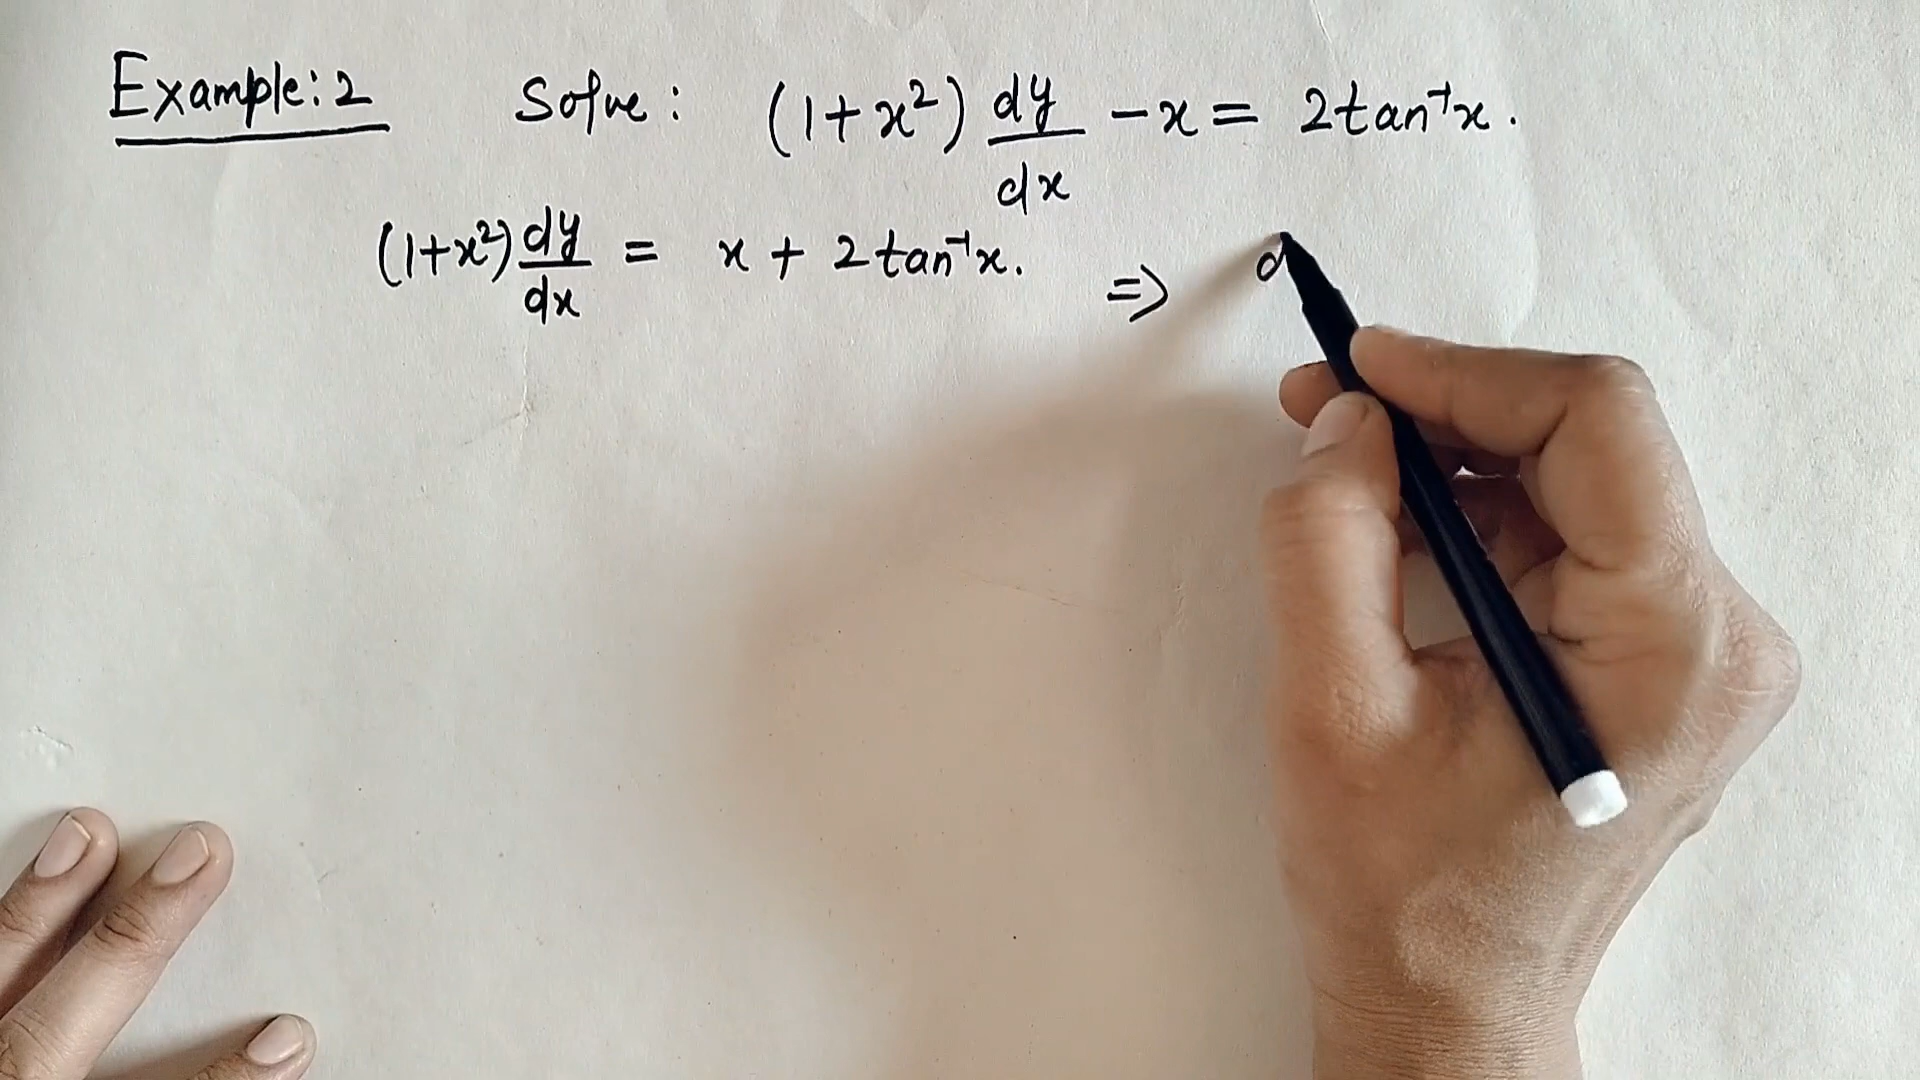 Example: 2 Solve: (1+x²) dy/dx - x = 2tan⁻¹x.
(1+x²) dy/dx = x + 2tan⁻¹x. ⇒ d